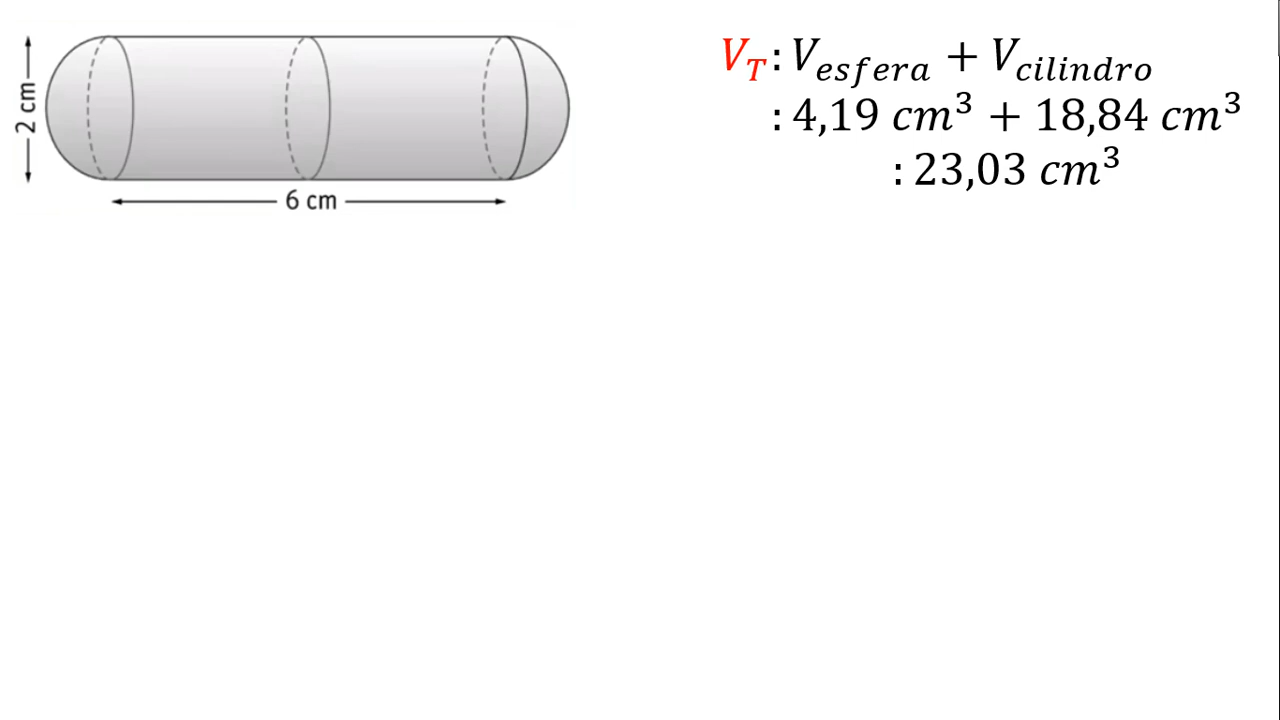 2 cm
6 cm
V_T: V_esfera + V_cilindro
: 4,19 cm³ + 18,84 cm³
: 23,03 cm³